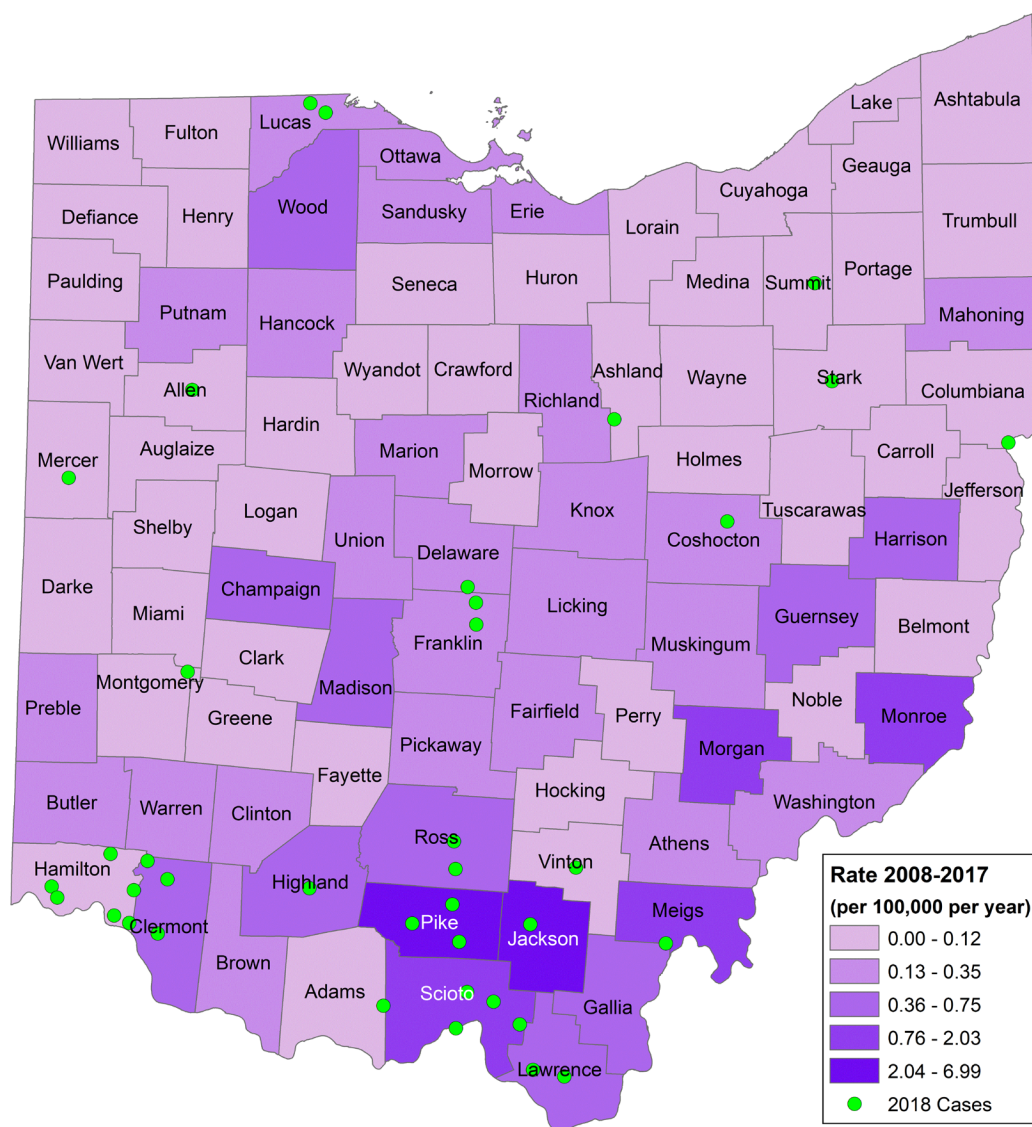 Lake
Ashtabula
Lucas
Fulton
Williams
Ottawa
Geauga
Cuyahoga
Wood
Sandusky
Erie
Henry
Defiance
Lorain
Trumbull
Paulding
Seneca
Huron
Medina
Summit
Portage
Putnam
Hancock
Mahoning
Van Wert
Wyandot
Crawford
Ashland
Wayne
Stark
Allen
Columbiana
Richland
Hardin
Auglaize
Marion
Carroll
Mercer
Holmes
Morrow
Jefferson
Logan
Knox
Tuscarawas
Shelby
Union
Coshocton
Harrison
Delaware
Darke
Champaign
Miami
Licking
Guernsey
Belmont
Franklin
Muskingum
Clark
Montgomery
Madison
Noble
Preble
Greene
Fairfield
Perry
Monroe
Pickaway
Morgan
Fayette
Hocking
Butler
Warren
Clinton
Washington
Ross
Athens
Hamilton
Vinton
Highland
Meigs
Pike
Clermont
Jackson
Brown
Adams
Scioto
Gallia
Lawrence
Rate 2008-2017
(per 100,000 per year)
0.00 - 0.12
0.13 - 0.35
0.36 - 0.75
0.76 - 2.03
2.04 - 6.99
2018 Cases